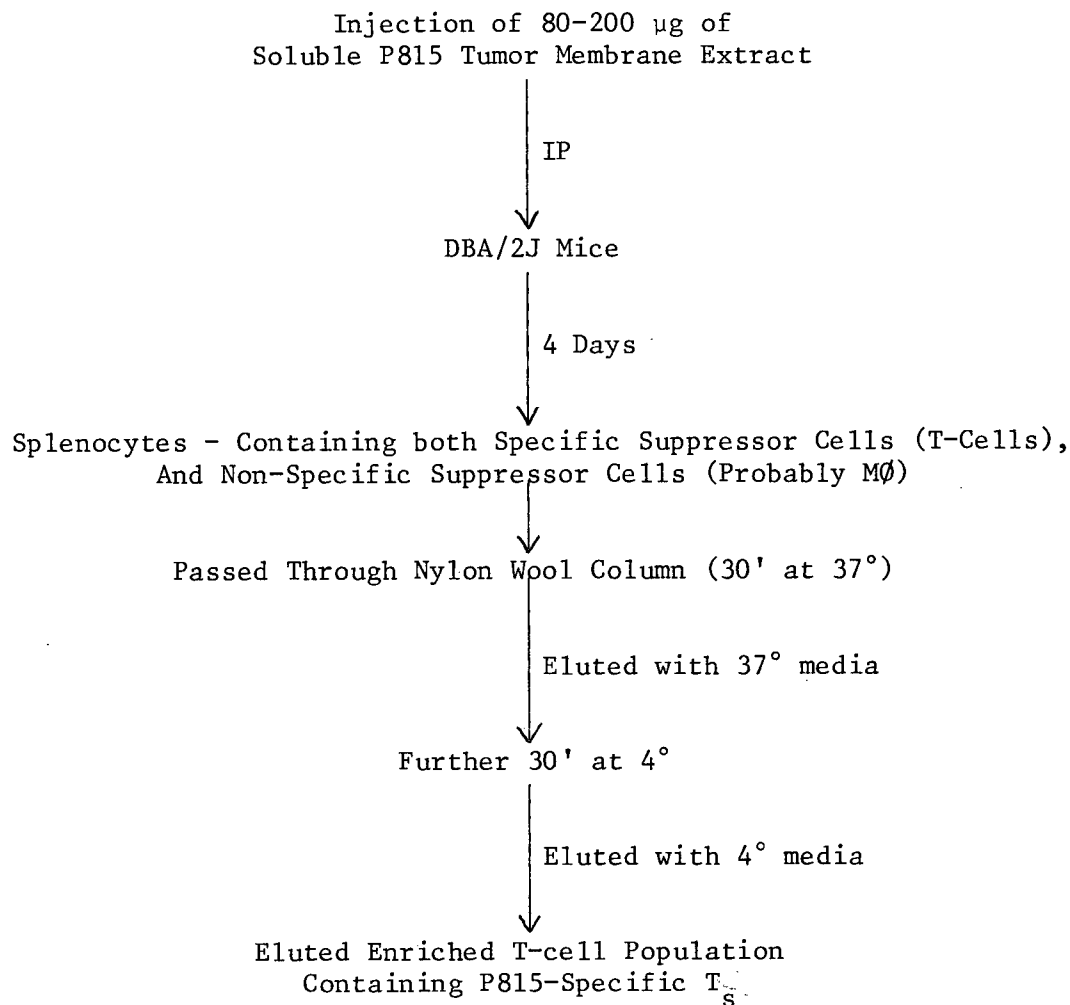 Injection of 80-200 µg of
Soluble P815 Tumor Membrane Extract
IP
DBA/2J Mice
4 Days
Splenocytes - Containing both Specific Suppressor Cells (T-Cells),
And Non-Specific Suppressor Cells (Probably MØ)
Passed Through Nylon Wool Column (30' at 37°)
Eluted with 37° media
Further 30' at 4°
Eluted with 4° media
Eluted Enriched T-cell Population
Containing P815-Specific Ts